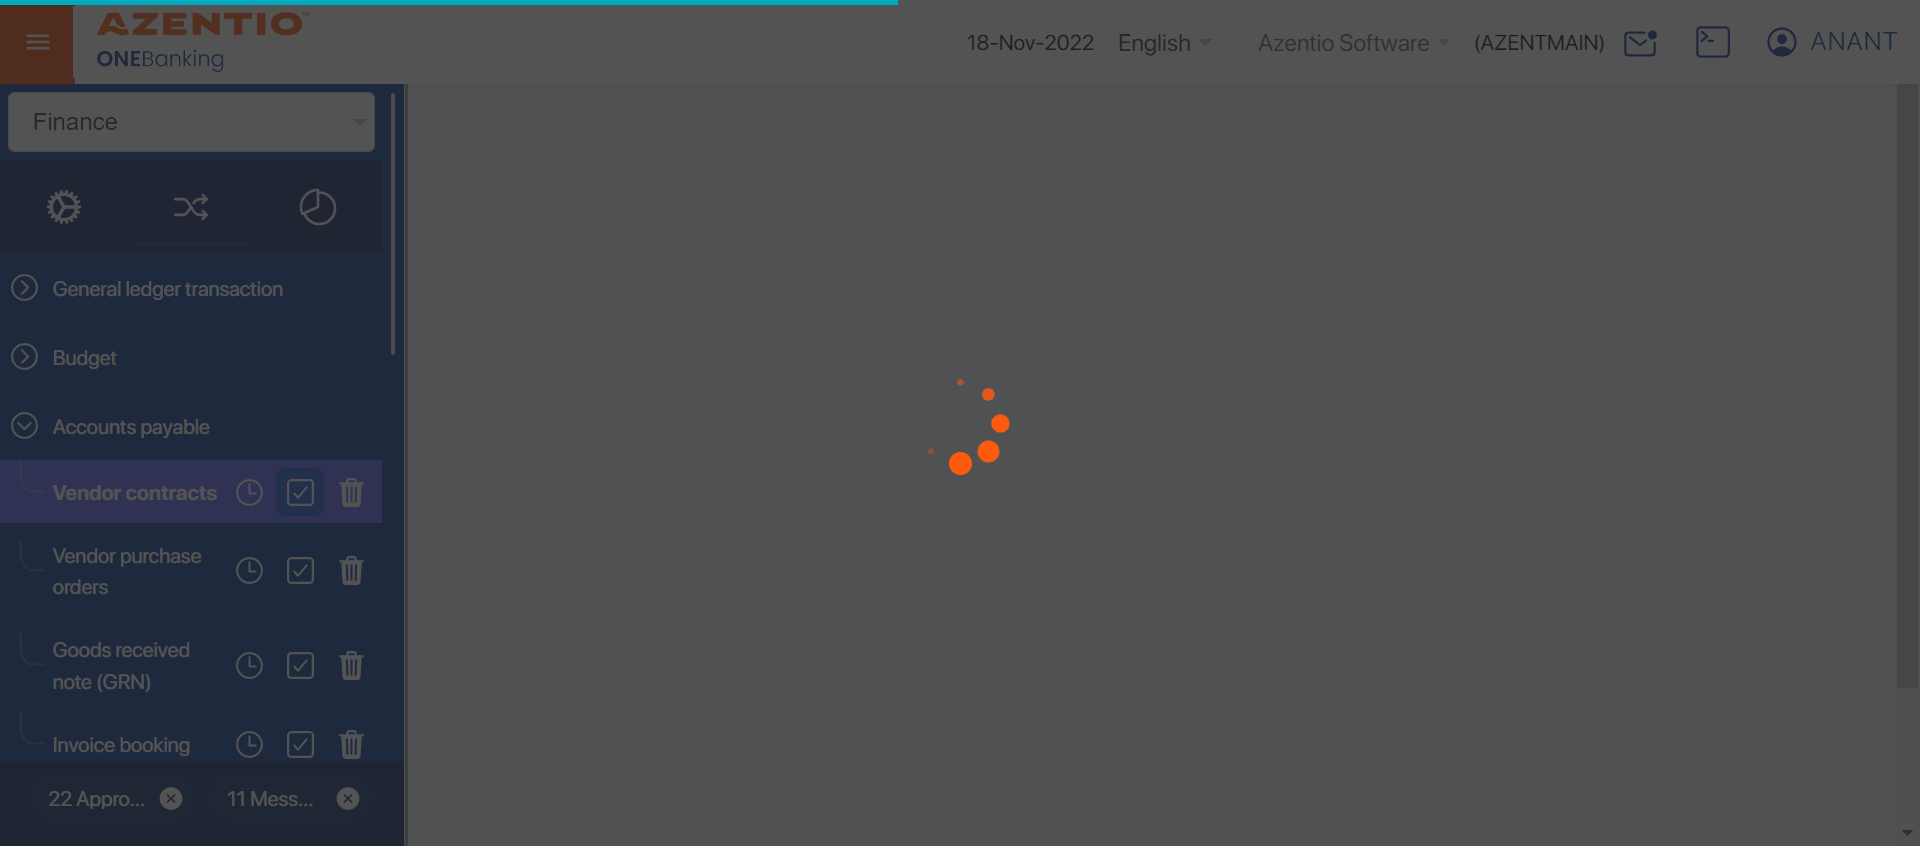 AZENTIO™
ONEBanking
18-Nov-2022 English Azentio Software (AZENTMAIN) ANANT
Finance
General ledger transaction
Budget
Accounts payable
Vendor contracts
Vendor purchase
orders
Goods received
note (GRN)
Invoice booking
22 Appro... 11 Mess...